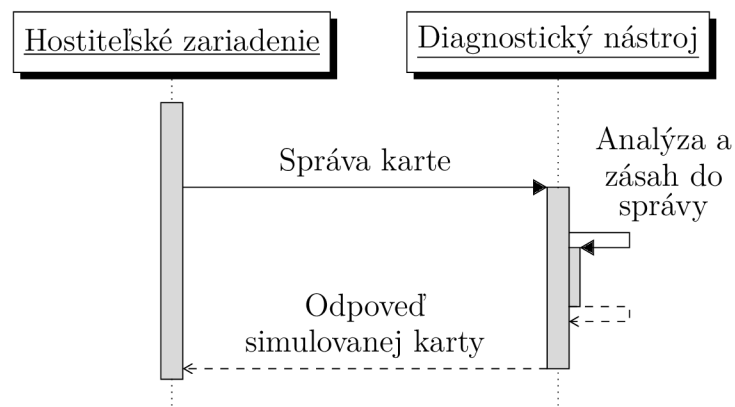 Hostiteľské zariadenie
Diagnostický nástroj
Analýza a
zásah do
správy
Správa karte
Odpoveď
simulovanej karty